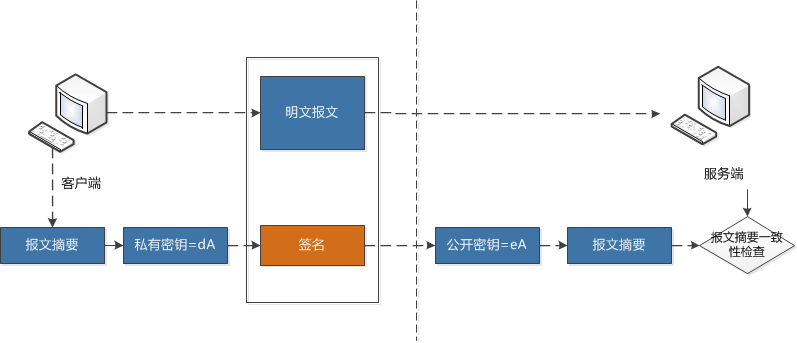 明文报文
客户端
服务端
报文摘要
私有密钥=dA
签名
公开密钥=eA
报文摘要
报文摘要一致
性检查